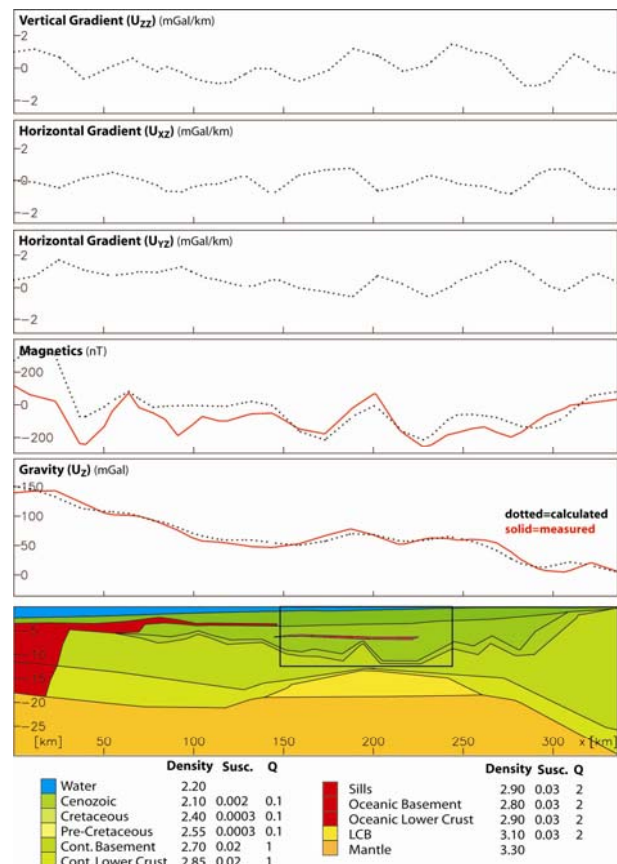 Vertical Gradient (UZZ) (mGal/km)
2
0
−2
Horizontal Gradient (UXZ) (mGal/km)
2
0
−2
Horizontal Gradient (UYZ) (mGal/km)
2
0
−2
Magnetics (nT)
200
0
−200
Gravity (UZ) (mGal)
150
100
50
0
dotted=calculated
solid=measured
−5
−10
−15
−20
−25
[km] 50 100 150 200 250 300 x [km]
Density Susc. Q
Water 2.20
Cenozoic 2.10 0.002 0.1
Cretaceous 2.40 0.0003 0.1
Pre-Cretaceous 2.55 0.0003 0.1
Cont. Basement 2.70 0.02 1
Cont. Lower Crust 2.85 0.02 1
Density Susc. Q
Sills 2.90 0.03 2
Oceanic Basement 2.80 0.03 2
Oceanic Lower Crust 2.90 0.03 2
LCB 3.10 0.03 2
Mantle 3.30